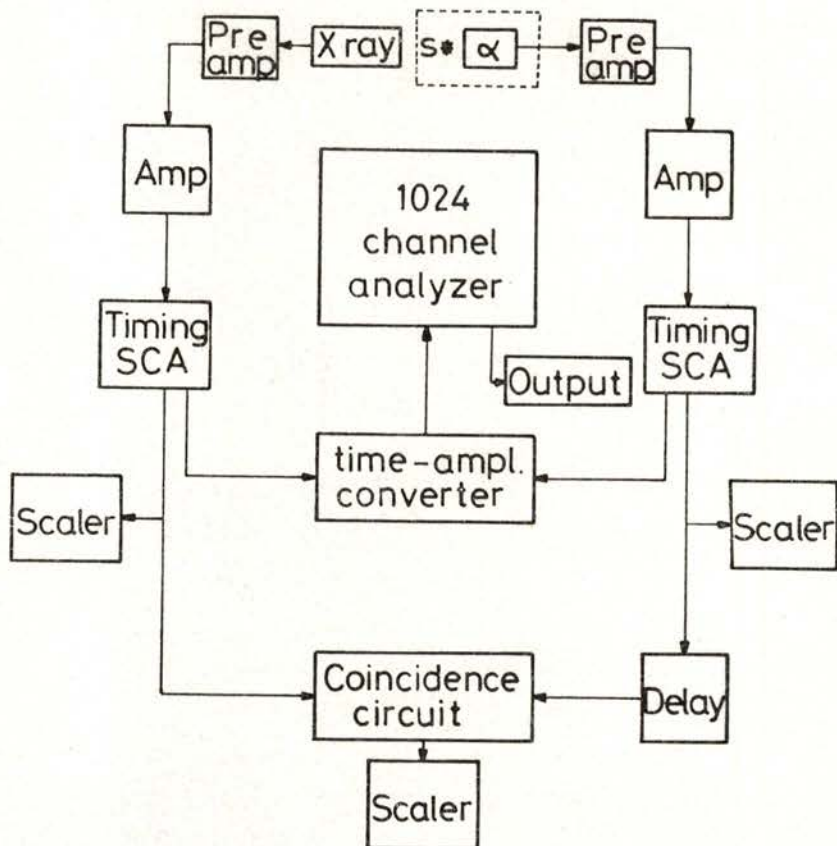 Pre
amp
X ray
S* α
Pre
amp
Amp
Amp
1024
channel
analyzer
Timing
SCA
Timing
SCA
Output
time-ampl.
converter
Scaler
Scaler
Coincidence
circuit
Delay
Scaler